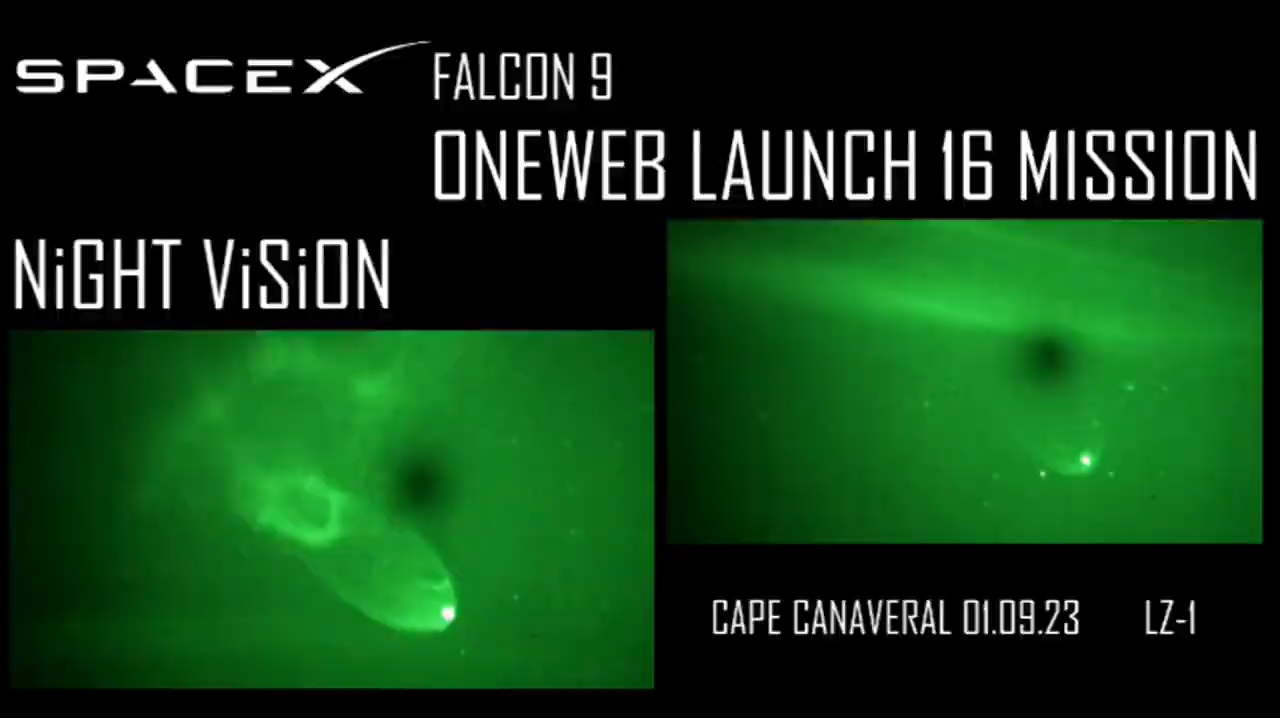 SPACEX FALCON 9
ONEWEB LAUNCH 16 MISSION
NiGHT ViSiON
CAPE CANAVERAL 01.09.23 LZ-1